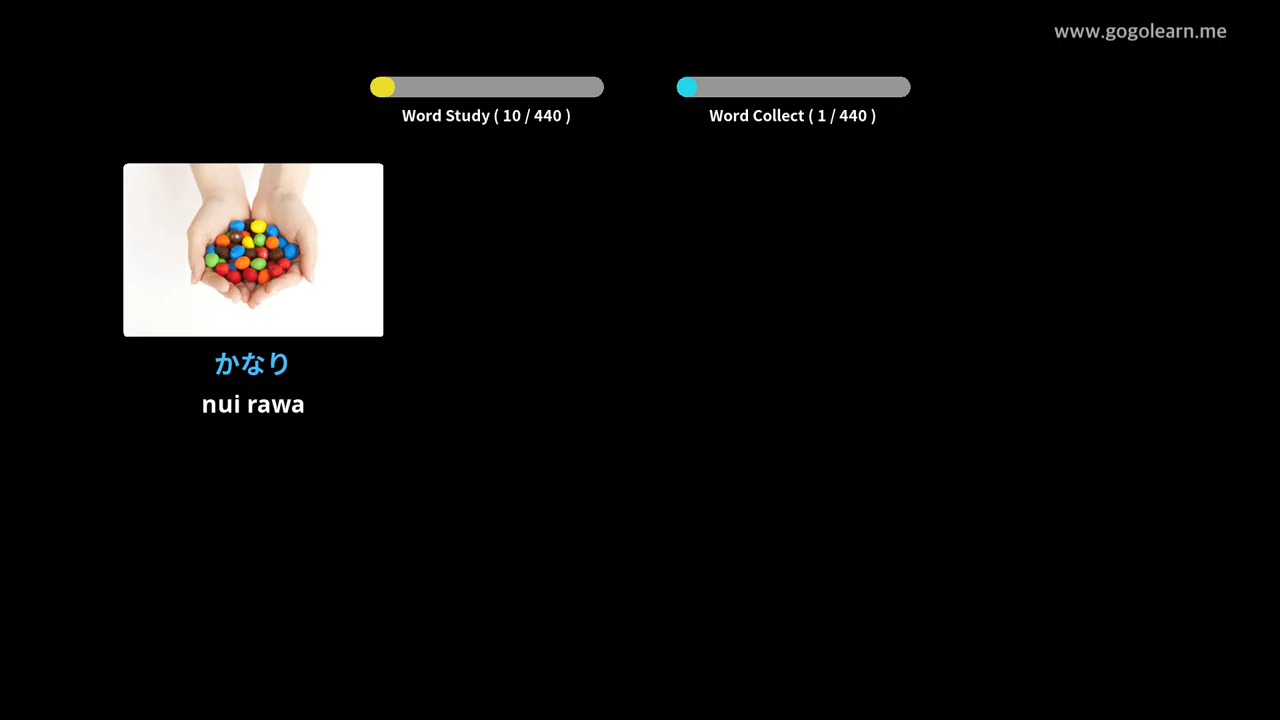 www.gogolearn.me
Word Study ( 10 / 440 )
Word Collect ( 1 / 440 )
かなり
nui rawa